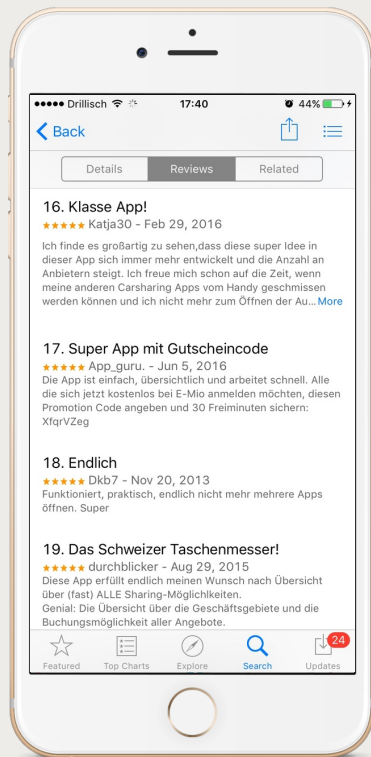 Drillisch 17:40 44%
Back
Details Reviews Related
16. Klasse App!
Katja30 - Feb 29, 2016
Ich finde es großartig zu sehen,dass diese super Idee in
dieser App sich immer mehr entwickelt und die Anzahl an
Anbietern steigt. Ich freue mich schon auf die Zeit, wenn
meine anderen Carsharing Apps vom Handy geschmissen
werden können und ich nicht mehr zum Öffnen der Au... More
17. Super App mit Gutscheincode
App_guru. - Jun 5, 2016
Die App ist einfach, übersichtlich und arbeitet schnell. Alle
die sich jetzt kostenlos bei E-Mio anmelden möchten, diesen
Promotion Code angeben und 30 Freiminuten sichern:
XfqrVZeg
18. Endlich
Dkb7 - Nov 20, 2013
Funktioniert, praktisch, endlich nicht mehr mehrere Apps
öffnen. Super
19. Das Schweizer Taschenmesser!
durchblicker - Aug 29, 2015
Diese App erfüllt endlich meinen Wunsch nach Übersicht
über (fast) ALLE Sharing-Möglichlkeiten.
Genial: Die Übersicht über die Geschäftsgebiete und die
Buchungsmöglichkeit aller Angebote.
24
Featured Top Charts Explore Search Updates